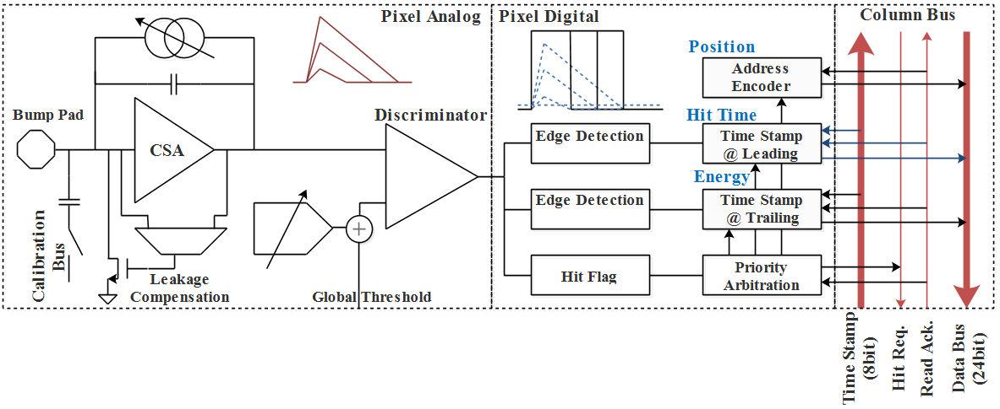 Pixel Analog
Pixel Digital
Column Bus
Position
Address
Encoder
Bump Pad
CSA
Discriminator
Hit Time
Edge Detection
Time Stamp
@ Leading
Energy
Edge Detection
Time Stamp
@ Trailing
Calibration
Bus
Leakage
Compensation
Global Threshold
Hit Flag
Priority
Arbitration
Time Stamp
(8bit)
Hit Req.
Read Ack.
Data Bus
(24bit)